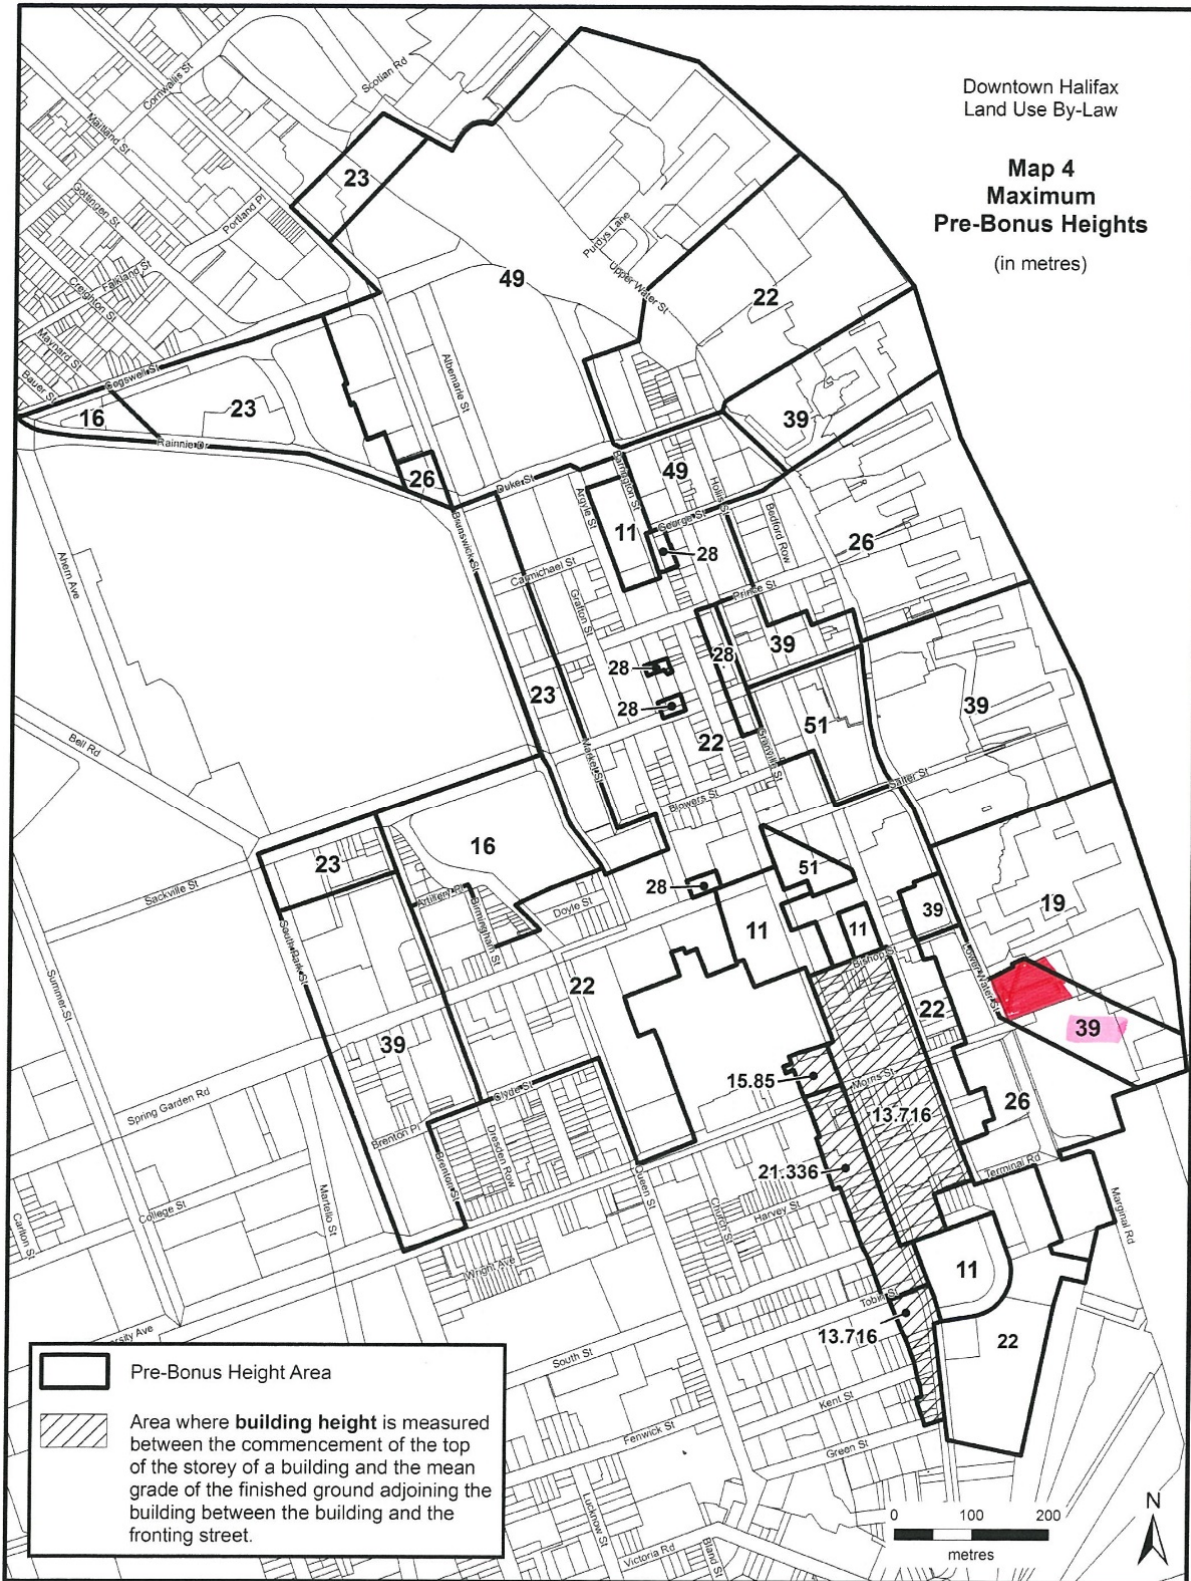 Downtown Halifax
Land Use By-Law
Map 4
Maximum
Pre-Bonus Heights
(in metres)
Cornwallis St
Scotian Rd
Maitland St
Gottingen St
Portland Pl
Falkland St
Creighton St
Maynard St
Bauer St
Cogswell St
Rainnie Dr
Albemarle St
Purdys Lane
Upper Water St
23
49
22
16
23
39
26
Duke St
Barrington St
49
Hollis St
Argyle St
11
George St
Bedford Row
28
26
Brunswick St
Ahern Ave
Carmichael St
Grafton St
Prince St
28
28
39
23
28
39
51
22
Bell Rd
Market St
Granville St
Salter St
Blowers St
16
23
51
28
Sackville St
Artillery Pl
Birmingham St
Doyle St
11
11
39
19
South Park St
Bishop St
Lower Water St
Summer St
22
22
39
39
15.85
Morris St
13.716
26
Clyde St
Spring Garden Rd
Brenton Pl
Dresden Row
Brenton St
21.336
Terminal Rd
Queen St
Martello St
College St
Carlton St
Church St
Harvey St
Marginal Rd
Wright Ave
11
Tobin St
13.716
22
rsity Ave
South St
Kent St
Fenwick St
Green St
Lucknow St
Victoria Rd
Bland St
Pre-Bonus Height Area
Area where building height is measured
between the commencement of the top
of the storey of a building and the mean
grade of the finished ground adjoining the
building between the building and the
fronting street.
0 100 200
metres
N